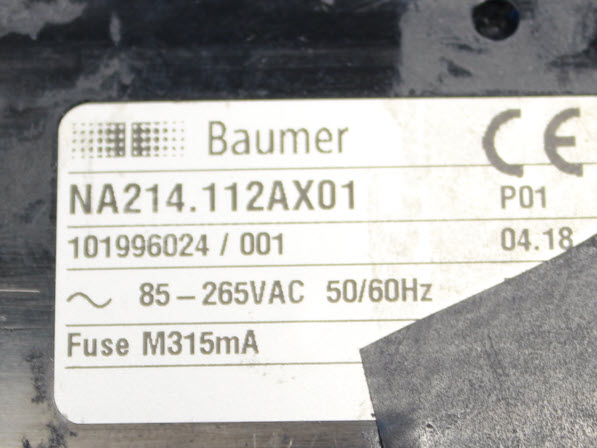 Baumer CE
NA214.112AX01 P01
101996024 / 001 04.18
~ 85–265VAC 50/60Hz
Fuse M315mA